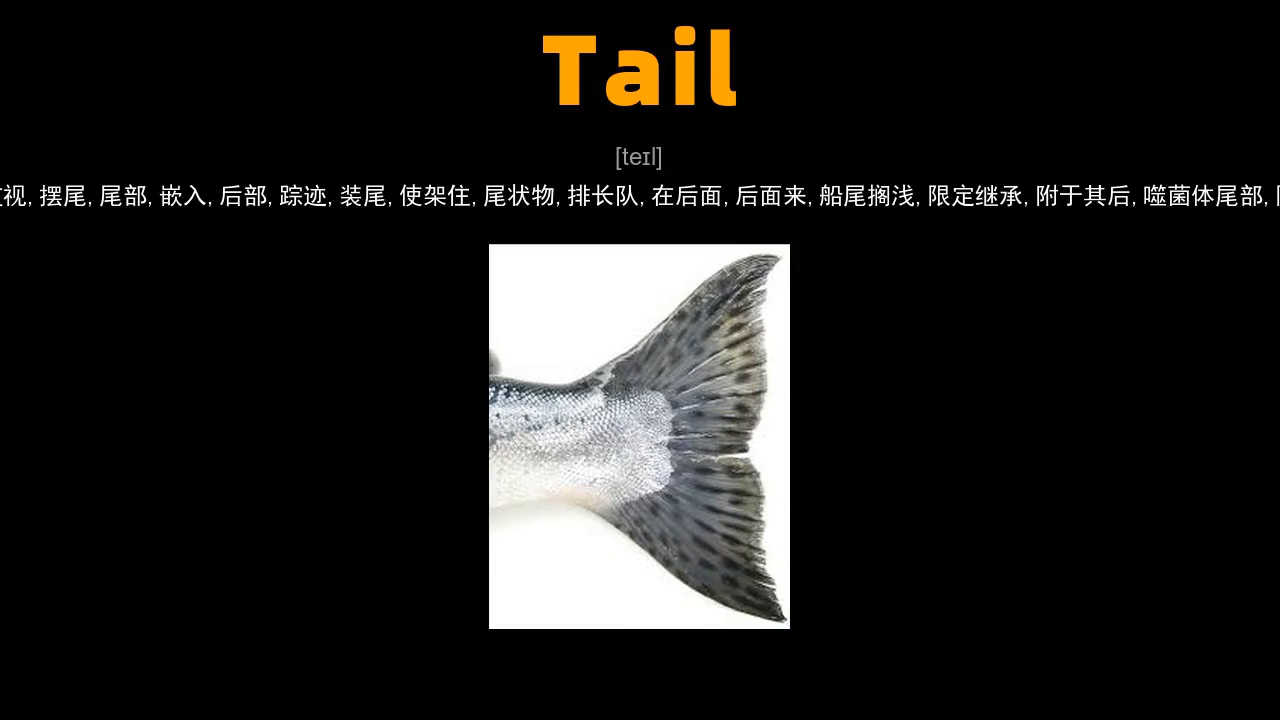 Tail
[teɪl]
视, 摆尾, 尾部, 嵌入, 后部, 踪迹, 装尾, 使架住, 尾状物, 排长队, 在后面, 后面来, 船尾搁浅, 限定继承, 附于其后, 噬菌体尾部,